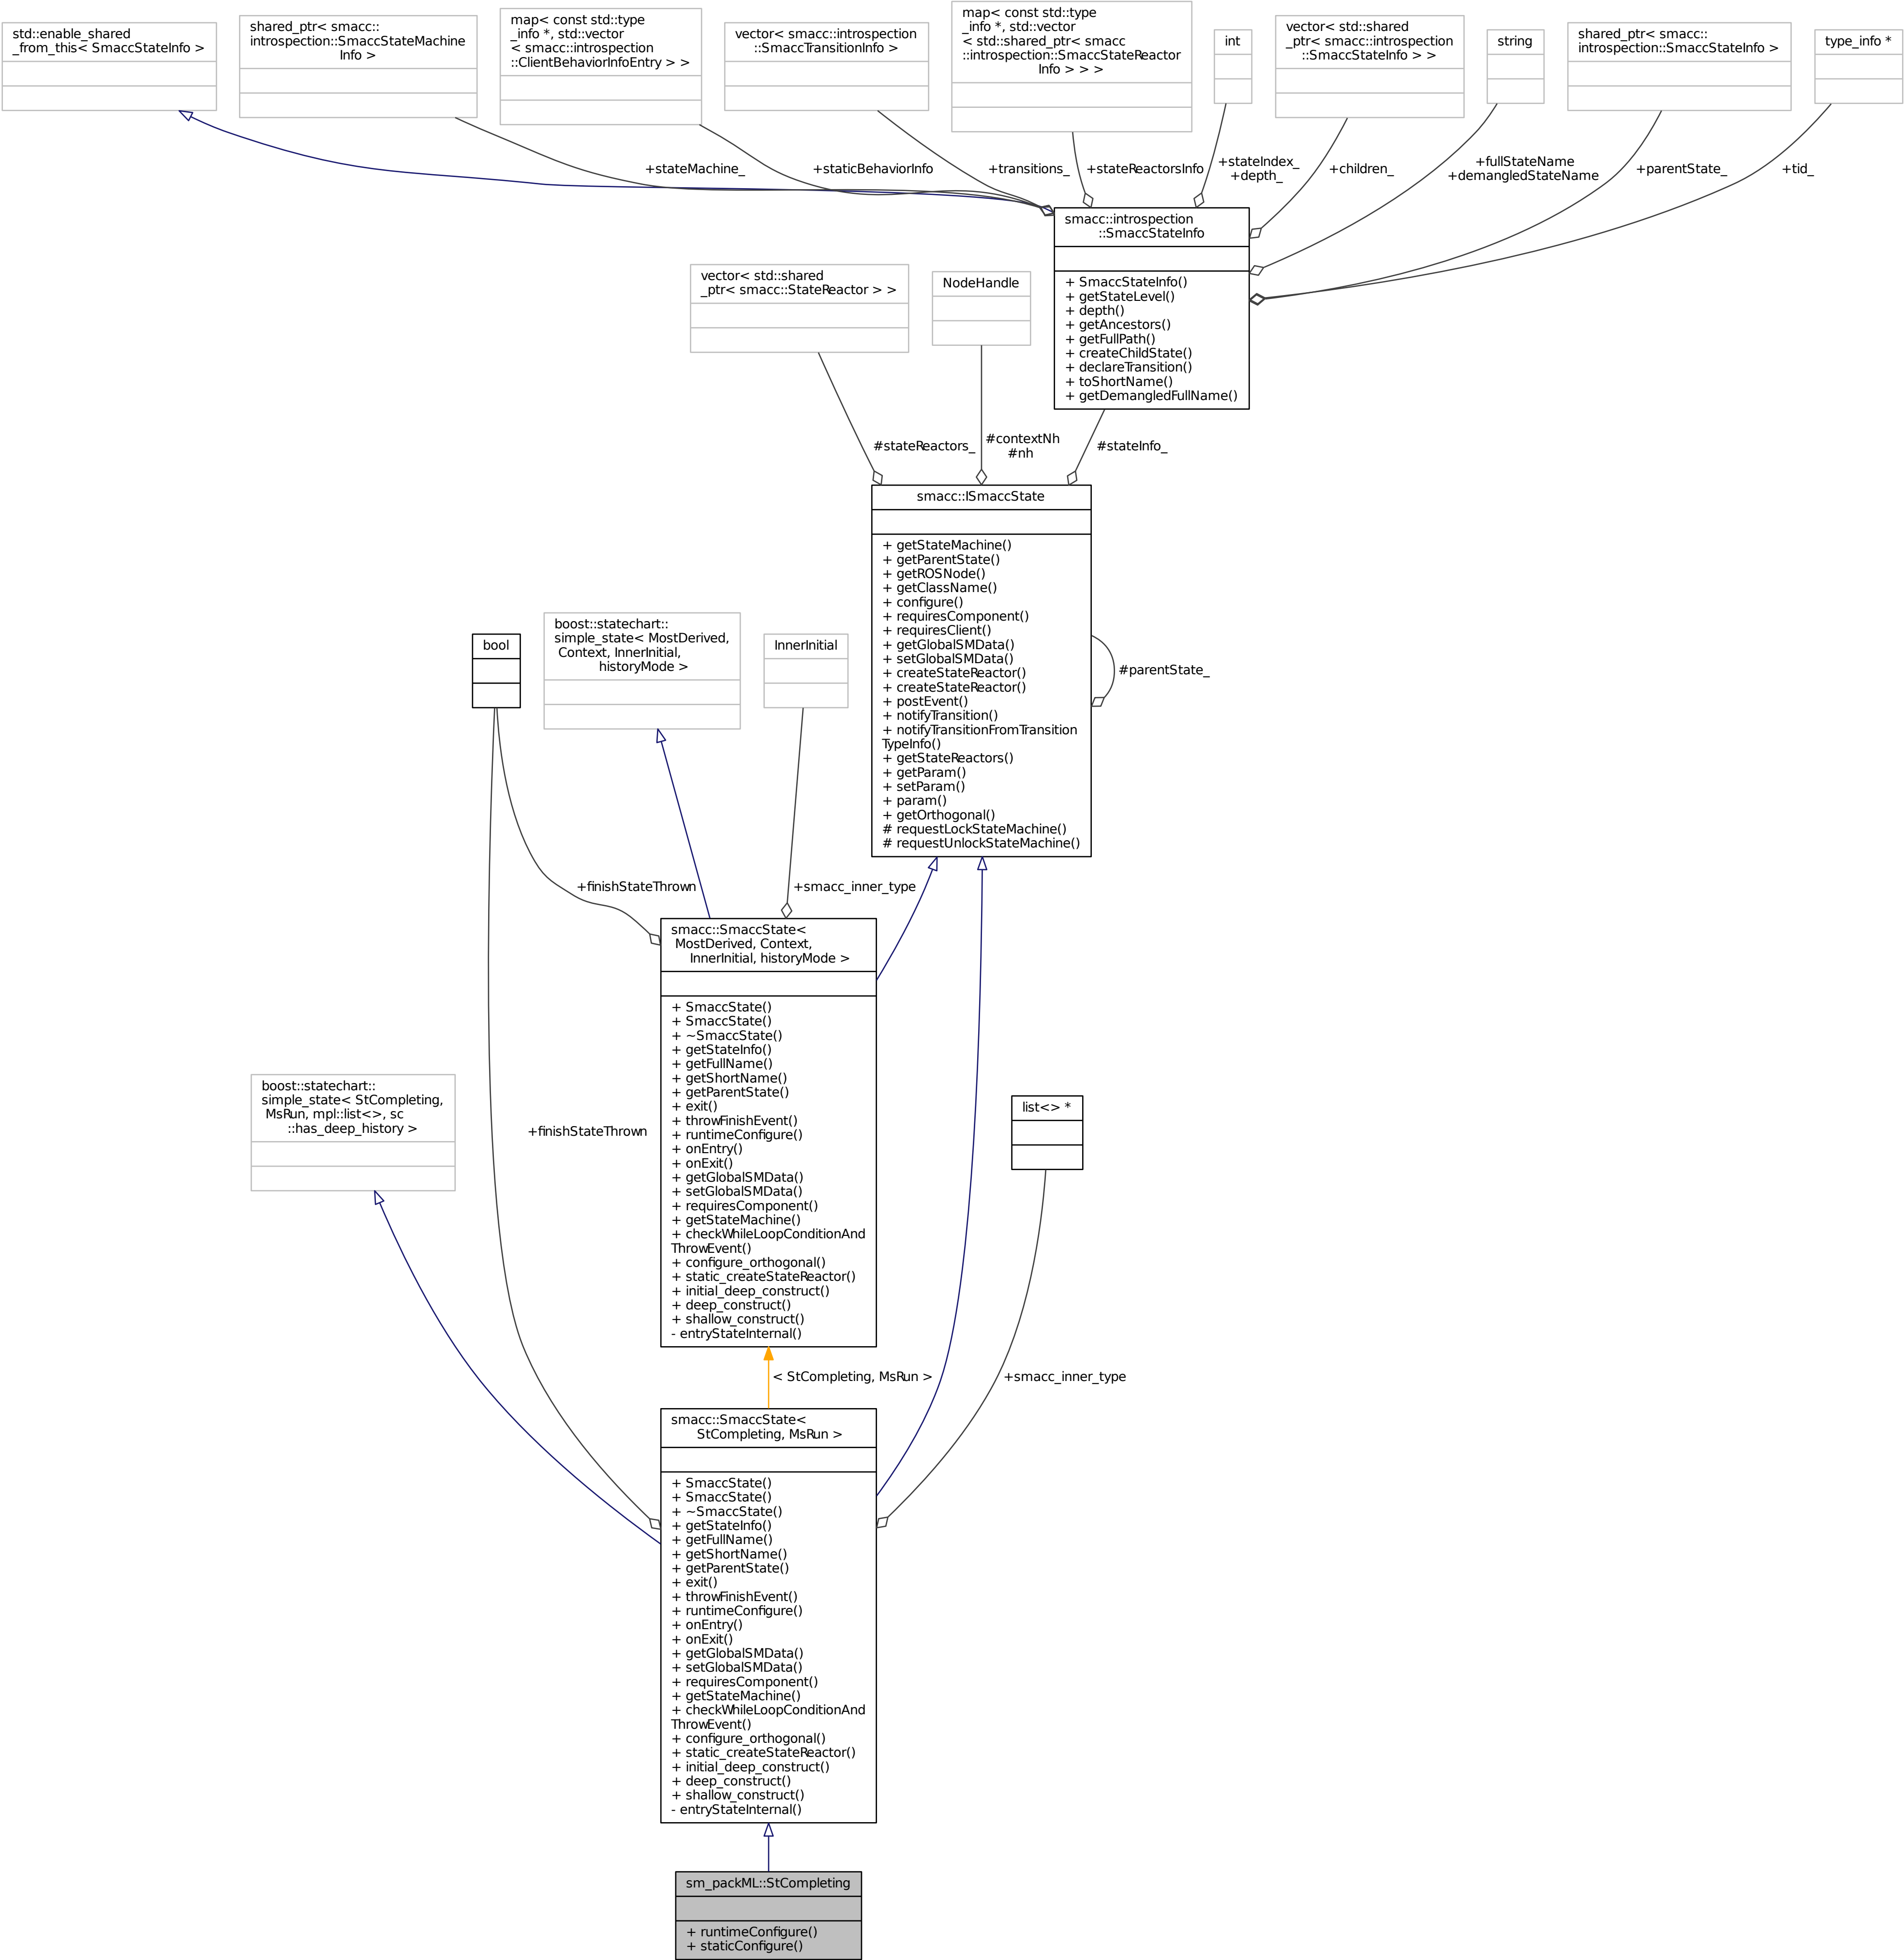 std::enable_shared
_from_this< SmaccStateInfo >
shared_ptr< smacc::
introspection::SmaccStateMachine
Info >
map< const std::type
_info *, std::vector
< smacc::introspection
::ClientBehaviorInfoEntry > >
vector< smacc::introspection
::SmaccTransitionInfo >
map< const std::type
_info *, std::vector
< std::shared_ptr< smacc
::introspection::SmaccStateReactor
Info > > >
int
vector< std::shared
_ptr< smacc::introspection
::SmaccStateInfo > >
string
shared_ptr< smacc::
introspection::SmaccStateInfo >
type_info *
+stateMachine_
+staticBehaviorInfo
+transitions_
+stateReactorsInfo
+stateIndex_
+depth_
+children_
+fullStateName
+demangledStateName
+parentState_
+tid_
smacc::introspection
::SmaccStateInfo
+ SmaccStateInfo()
+ getStateLevel()
+ depth()
+ getAncestors()
+ getFullPath()
+ createChildState()
+ declareTransition()
+ toShortName()
+ getDemangledFullName()
vector< std::shared
_ptr< smacc::StateReactor > >
NodeHandle
#stateReactors_
#contextNh
#nh
#stateInfo_
smacc::ISmaccState
+ getStateMachine()
+ getParentState()
+ getROSNode()
+ getClassName()
+ configure()
+ requiresComponent()
+ requiresClient()
+ getGlobalSMData()
+ setGlobalSMData()
+ createStateReactor()
+ createStateReactor()
+ postEvent()
+ notifyTransition()
+ notifyTransitionFromTransition
TypeInfo()
+ getStateReactors()
+ getParam()
+ setParam()
+ param()
+ getOrthogonal()
# requestLockStateMachine()
# requestUnlockStateMachine()
#parentState_
bool
boost::statechart::
simple_state< MostDerived,
Context, InnerInitial,
historyMode >
InnerInitial
+finishStateThrown
+smacc_inner_type
smacc::SmaccState<
MostDerived, Context,
InnerInitial, historyMode >
+ SmaccState()
+ SmaccState()
+ ~SmaccState()
+ getStateInfo()
+ getFullName()
+ getShortName()
+ getParentState()
+ exit()
+ throwFinishEvent()
+ runtimeConfigure()
+ onEntry()
+ onExit()
+ getGlobalSMData()
+ setGlobalSMData()
+ requiresComponent()
+ getStateMachine()
+ checkWhileLoopConditionAnd
ThrowEvent()
+ configure_orthogonal()
+ static_createStateReactor()
+ initial_deep_construct()
+ deep_construct()
+ shallow_construct()
- entryStateInternal()
boost::statechart::
simple_state< StCompleting,
MsRun, mpl::list<>, sc
::has_deep_history >
+finishStateThrown
list<> *
< StCompleting, MsRun >
+smacc_inner_type
smacc::SmaccState<
StCompleting, MsRun >
+ SmaccState()
+ SmaccState()
+ ~SmaccState()
+ getStateInfo()
+ getFullName()
+ getShortName()
+ getParentState()
+ exit()
+ throwFinishEvent()
+ runtimeConfigure()
+ onEntry()
+ onExit()
+ getGlobalSMData()
+ setGlobalSMData()
+ requiresComponent()
+ getStateMachine()
+ checkWhileLoopConditionAnd
ThrowEvent()
+ configure_orthogonal()
+ static_createStateReactor()
+ initial_deep_construct()
+ deep_construct()
+ shallow_construct()
- entryStateInternal()
sm_packML::StCompleting
+ runtimeConfigure()
+ staticConfigure()